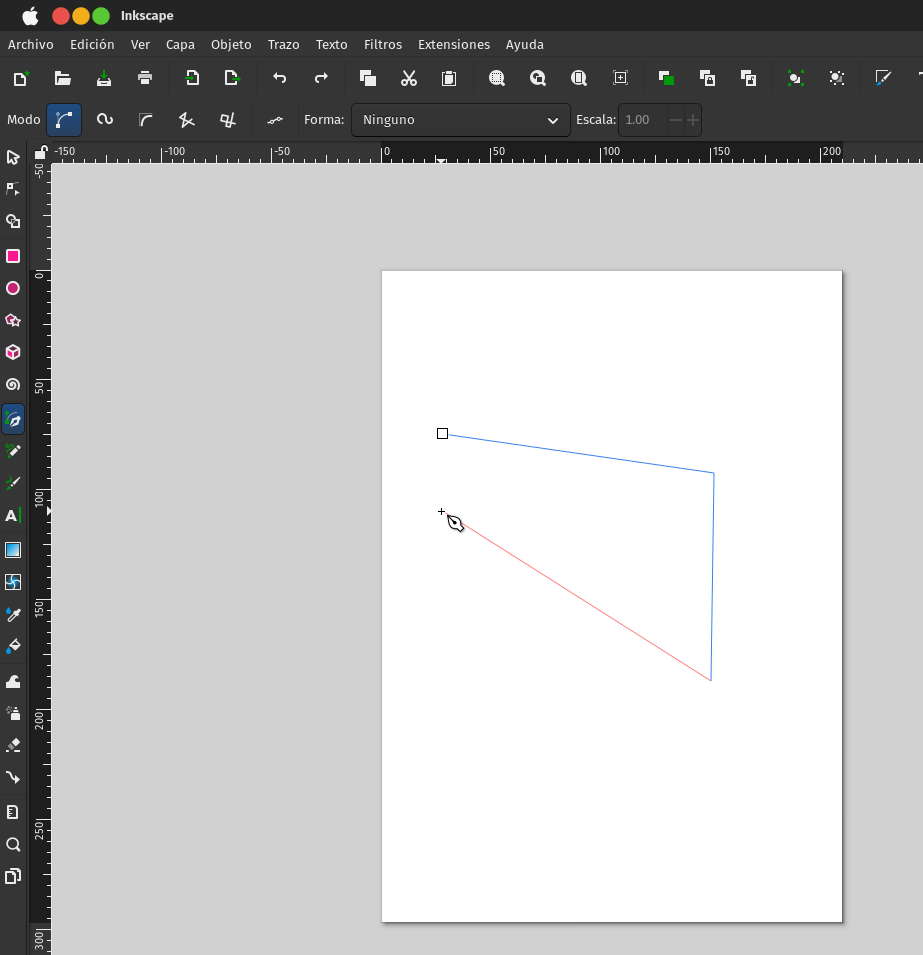 Inkscape
Archivo Edición Ver Capa Objeto Trazo Texto Filtros Extensiones Ayuda
Modo Forma: Ninguno Escala: 1.00
-150 -100 -50 0 50 100 150 200
-50
0
50
100
150
200
250
300